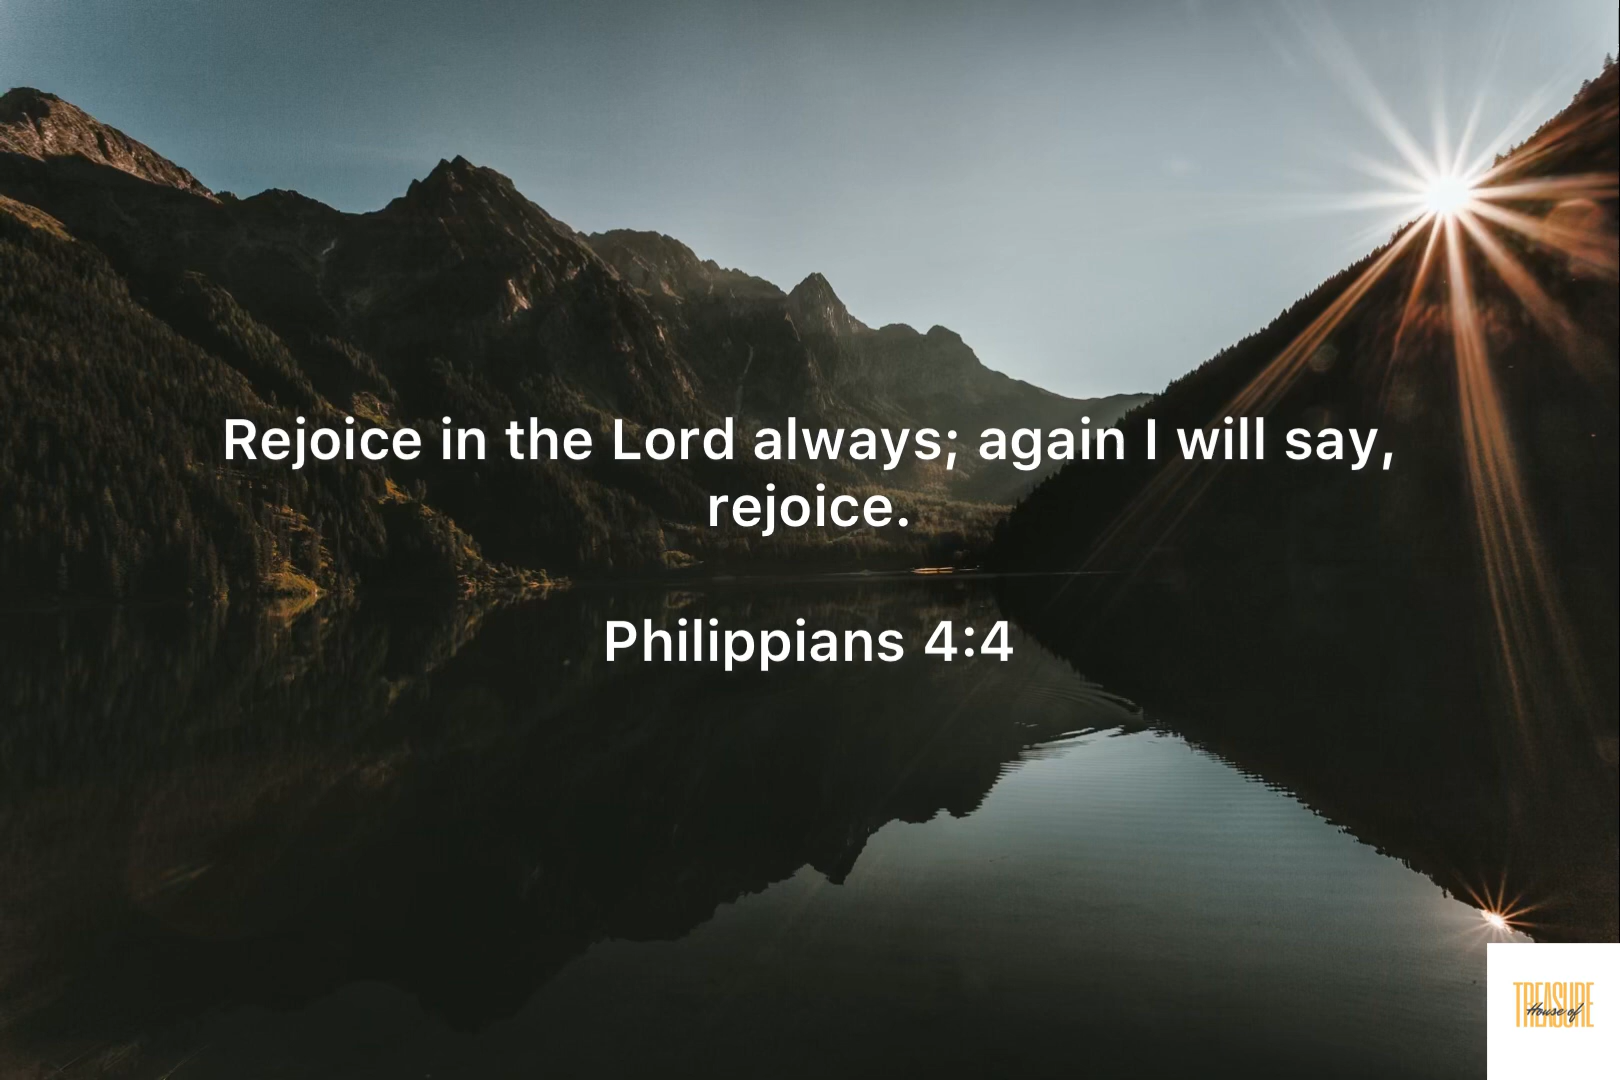 Rejoice in the Lord always; again I will say,
rejoice.
Philippians 4:4
TREASURE
House of